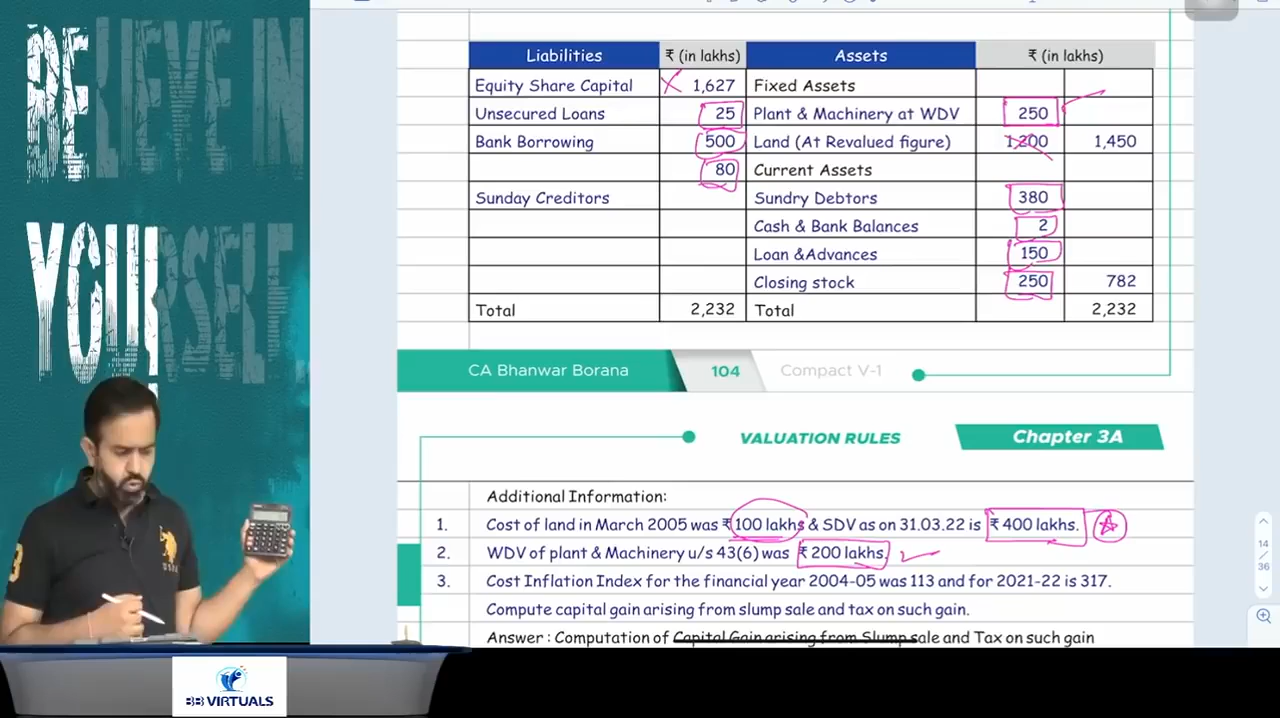 BELIEVE IN
YOURSELF
Liabilities ₹ (in lakhs) Assets ₹ (in lakhs)
Equity Share Capital 1,627 Fixed Assets
Unsecured Loans 25 Plant & Machinery at WDV 250
Bank Borrowing 500 Land (At Revalued figure) 1,200 1,450
80 Current Assets
Sunday Creditors Sundry Debtors 380
Cash & Bank Balances 2
Loan &Advances 150
Closing stock 250 782
Total 2,232 Total 2,232
CA Bhanwar Borana 104 Compact V-1
VALUATION RULES Chapter 3A
Additional Information:
1. Cost of land in March 2005 was ₹ 100 lakhs & SDV as on 31.03.22 is ₹ 400 lakhs.
2. WDV of plant & Machinery u/s 43(6) was ₹ 200 lakhs.
3. Cost Inflation Index for the financial year 2004-05 was 113 and for 2021-22 is 317.
Compute capital gain arising from slump sale and tax on such gain.
Answer : Computation of Capital Gain arising from Slump sale and Tax on such Gain
14
36
3
BB VIRTUALS